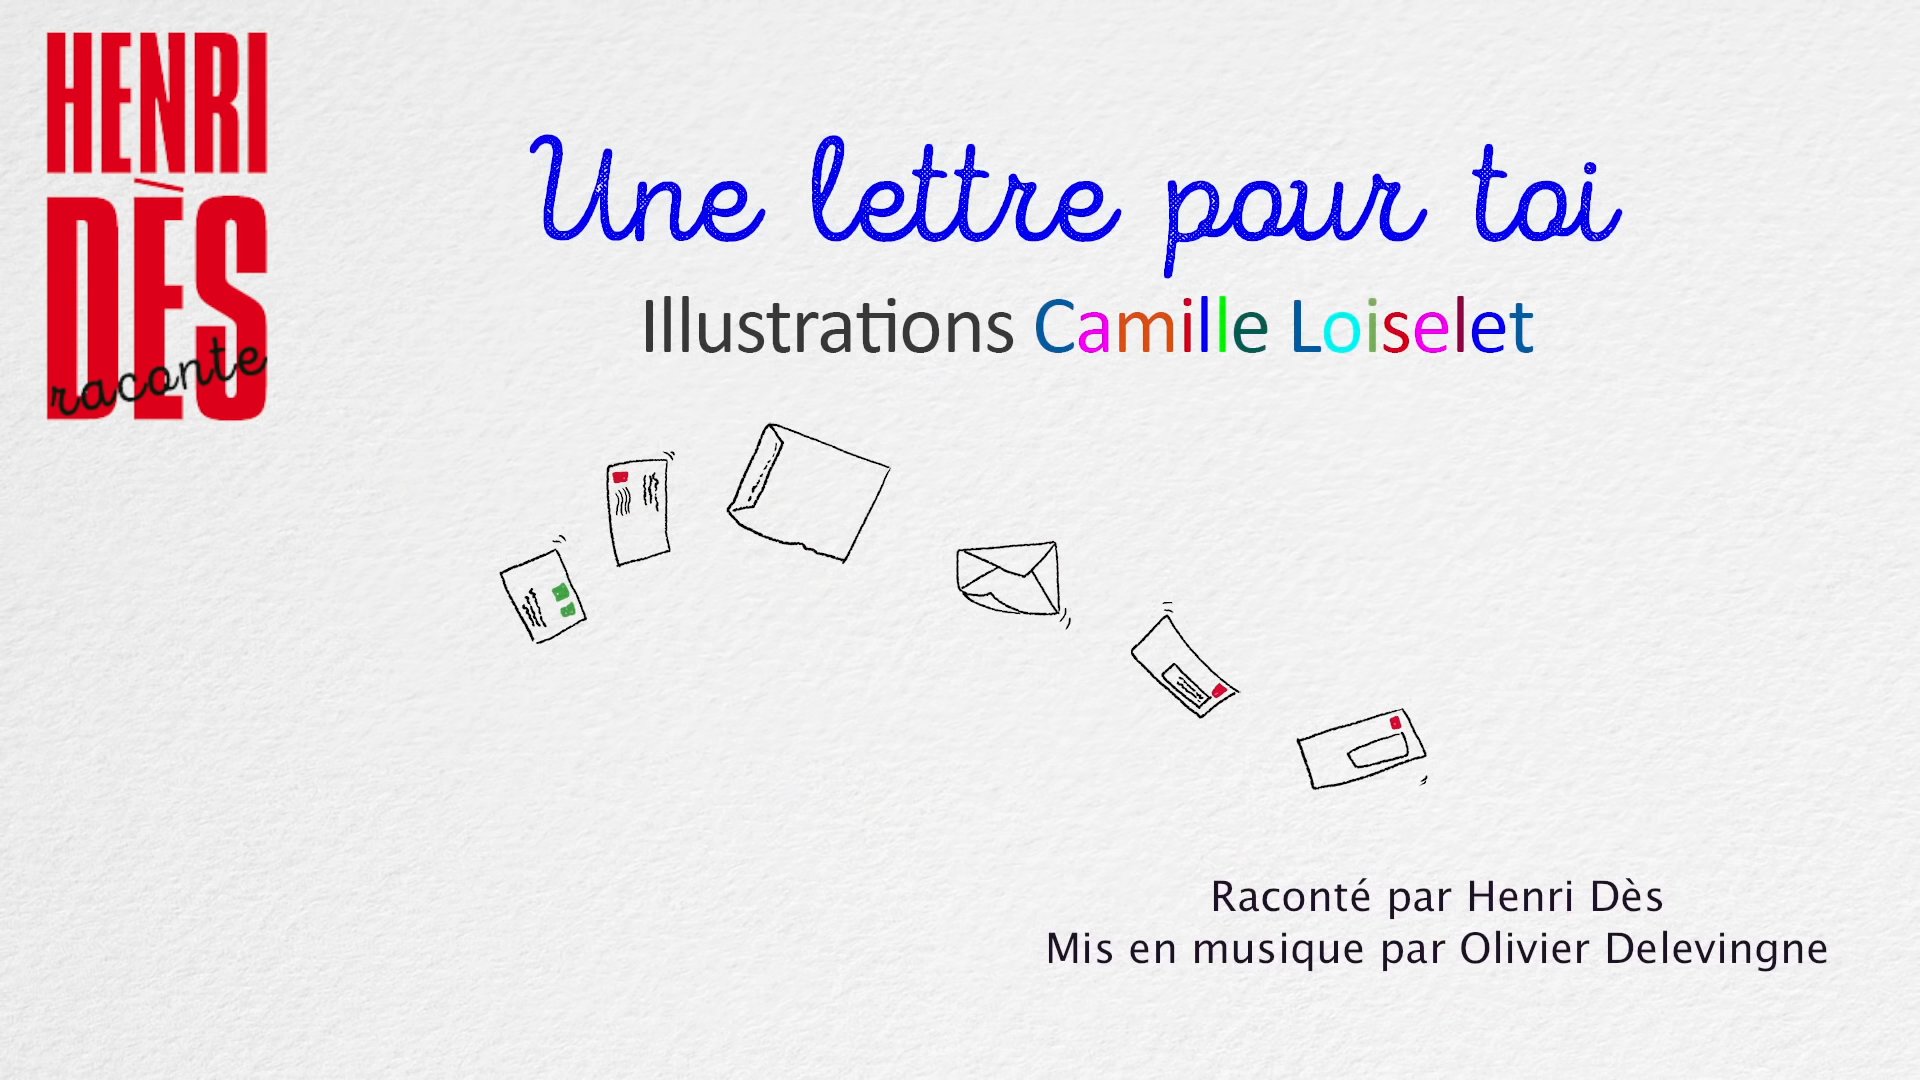 HENRI
DÈS
raconte
Une lettre pour toi
Illustrations Camille Loiselet
Raconté par Henri Dès
Mis en musique par Olivier Delevingne